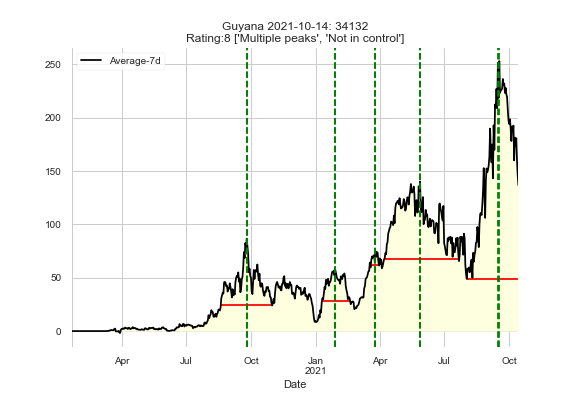 Guyana 2021-10-14: 34132
Rating:8 ['Multiple peaks', 'Not in control']
Average-7d
250
200
150
100
50
0
Apr Jul Oct Jan Apr Jul Oct
2021
Date